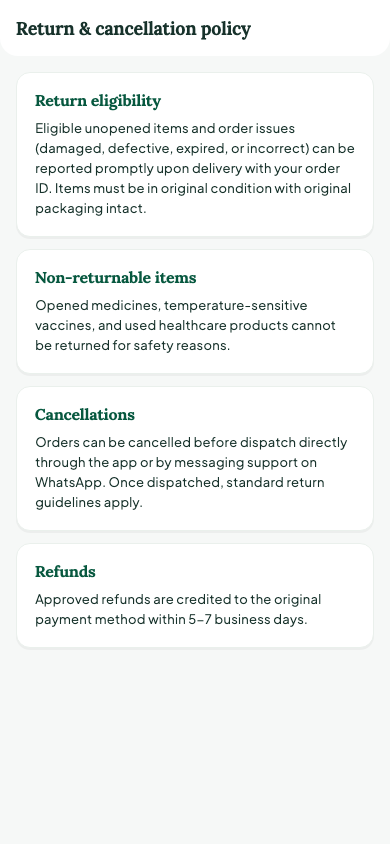 Return & cancellation policy
Return eligibility
Eligible unopened items and order issues
(damaged, defective, expired, or incorrect) can be
reported promptly upon delivery with your order
ID. Items must be in original condition with original
packaging intact.
Non-returnable items
Opened medicines, temperature-sensitive
vaccines, and used healthcare products cannot
be returned for safety reasons.
Cancellations
Orders can be cancelled before dispatch directly
through the app or by messaging support on
WhatsApp. Once dispatched, standard return
guidelines apply.
Refunds
Approved refunds are credited to the original
payment method within 5–7 business days.